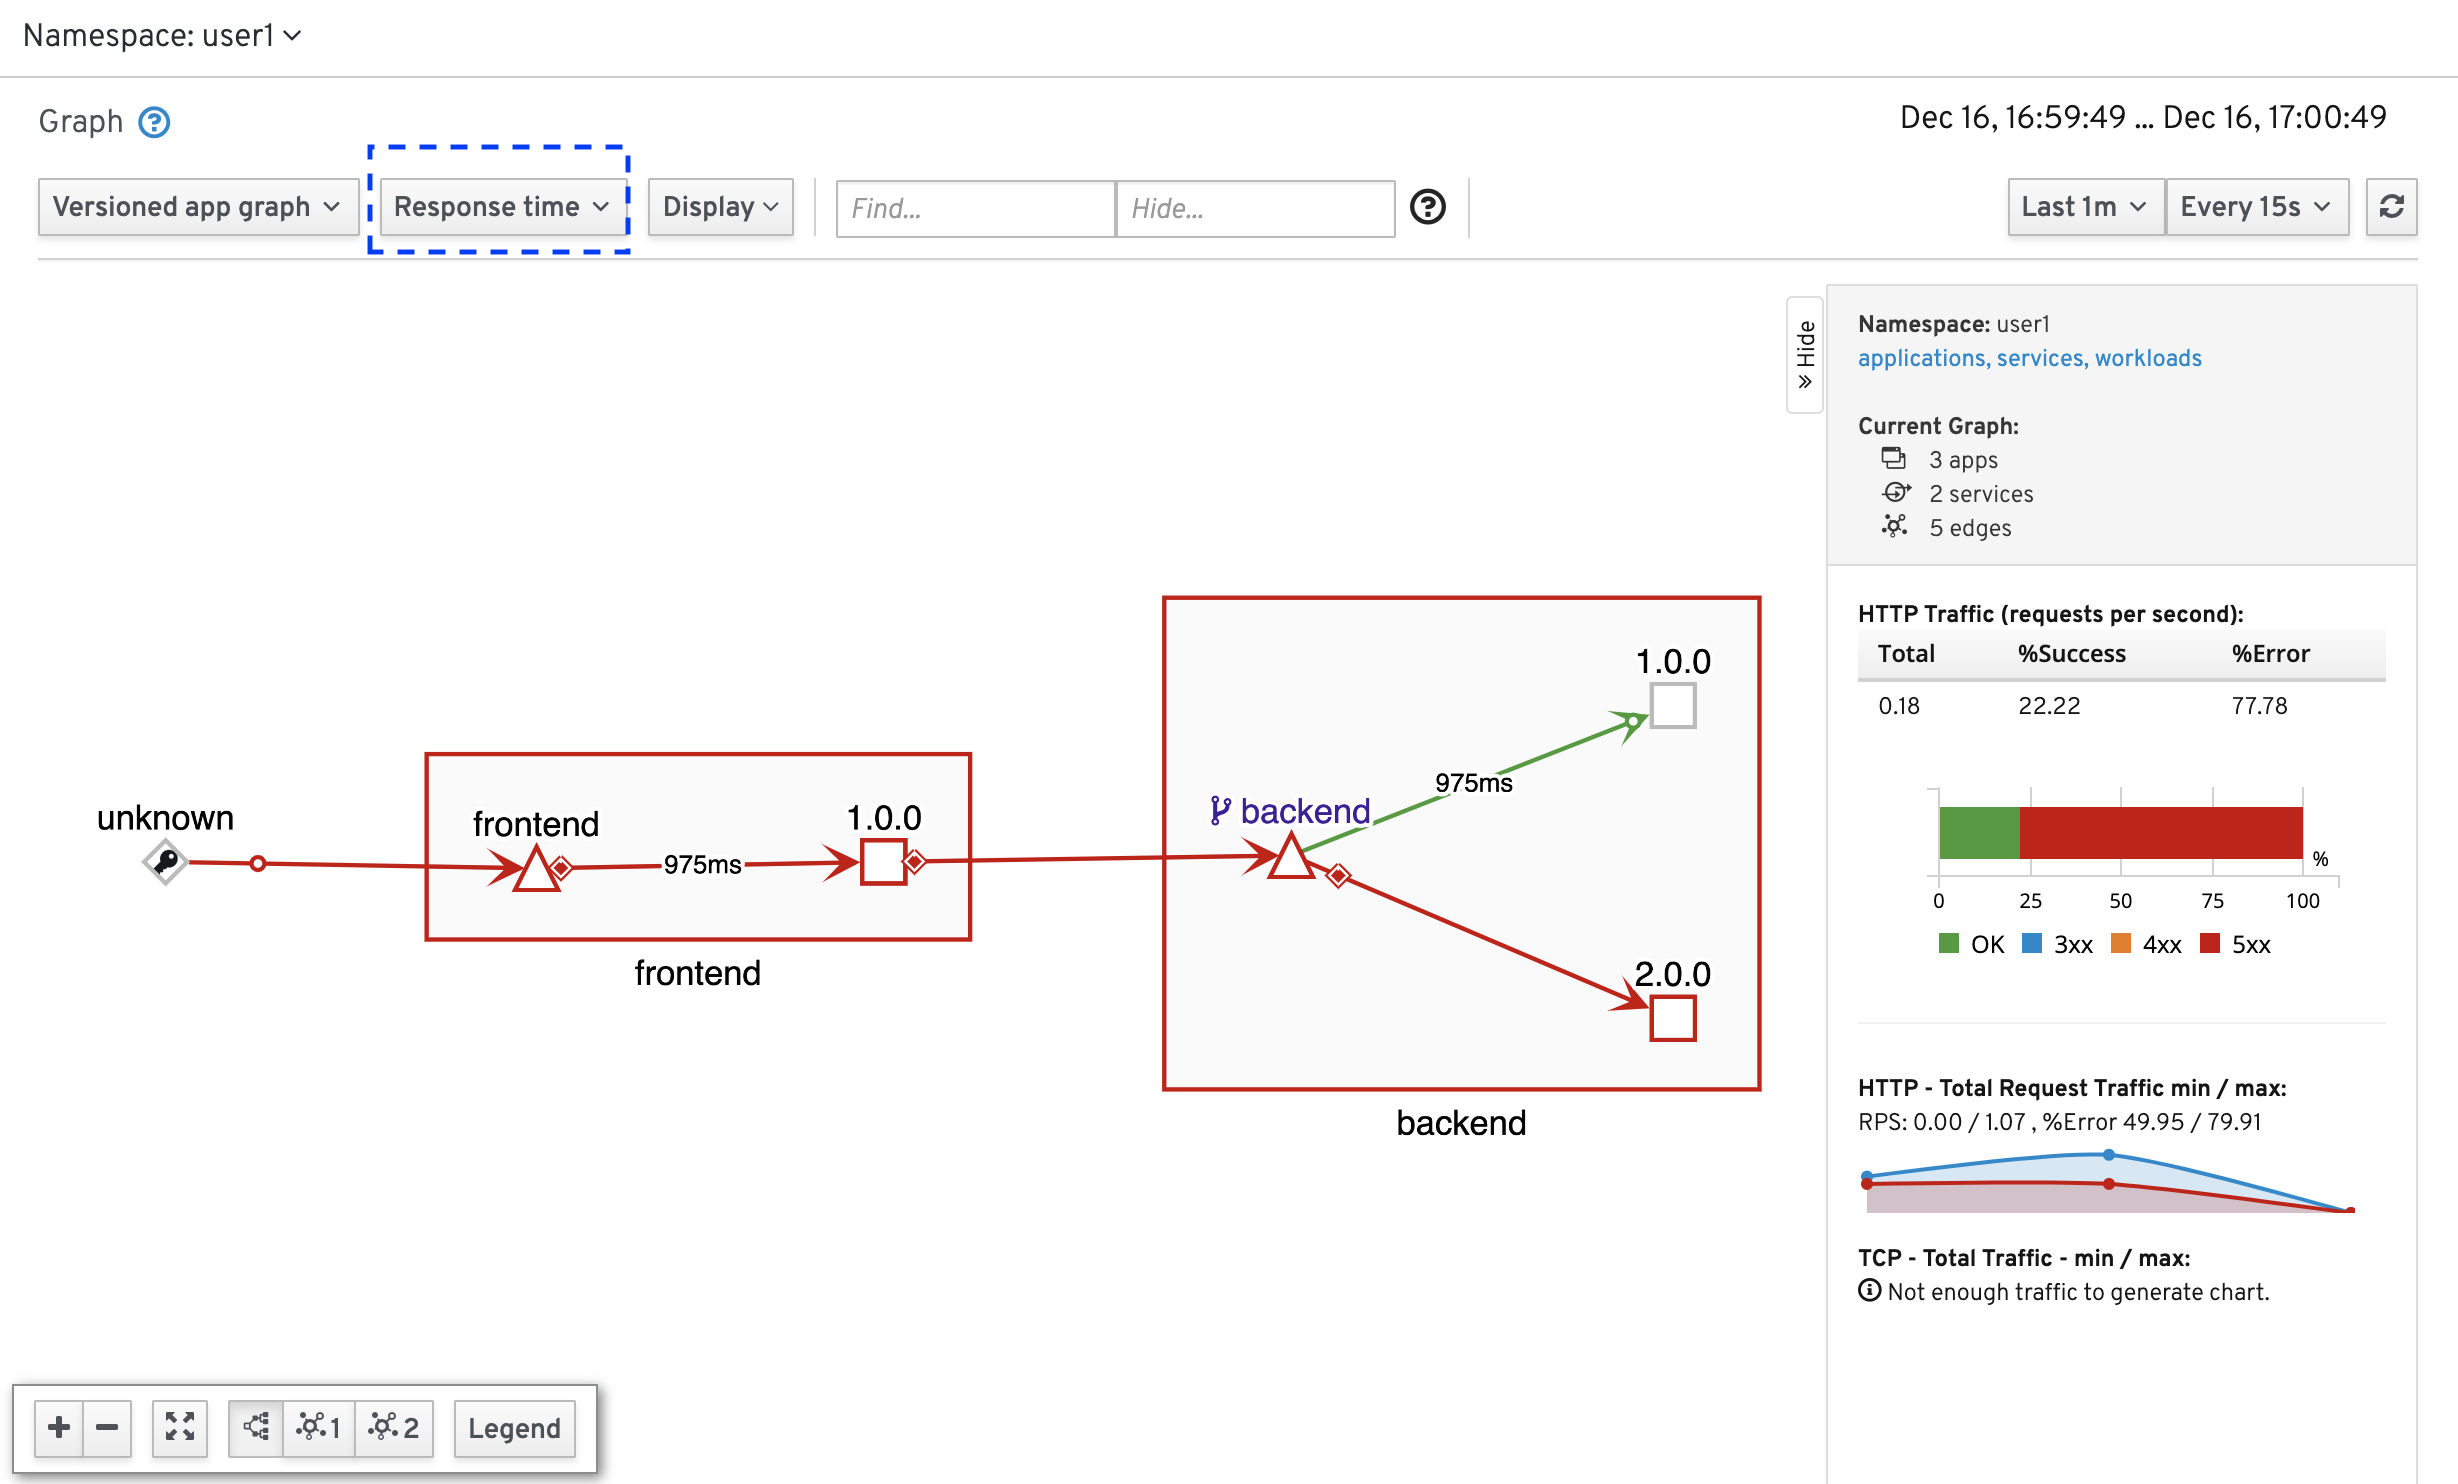 Namespace: user1
Graph
Dec 16, 16:59:49 ... Dec 16, 17:00:49
Versioned app graph
Response time
Display
Find...
Hide...
Last 1m
Every 15s
Hide
Namespace: user1
applications, services, workloads
Current Graph:
3 apps
2 services
5 edges
HTTP Traffic (requests per second):
Total %Success %Error
0.18 22.22 77.78
%
0 25 50 75 100
OK 3xx 4xx 5xx
HTTP - Total Request Traffic min / max:
RPS: 0.00 / 1.07 , %Error 49.95 / 79.91
TCP - Total Traffic - min / max:
Not enough traffic to generate chart.
unknown
frontend
975ms
1.0.0
frontend
backend
975ms
1.0.0
2.0.0
backend
1
2
Legend